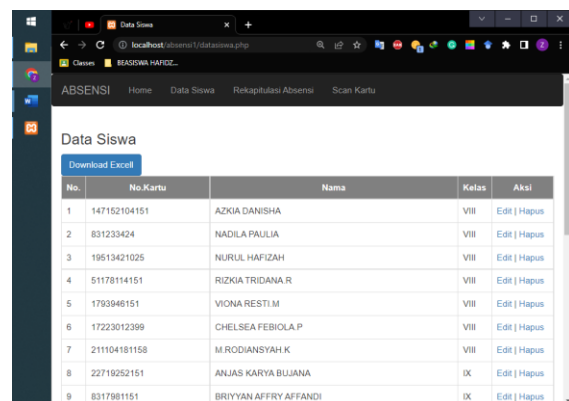 Data Siswa
localhost/absensi1/datasiswa.php
Classes BEASISWA HAFIDZ...
ABSENSI Home Data Siswa Rekapitulasi Absensi Scan Kartu
Data Siswa
Download Excell
No. No.Kartu Nama Kelas Aksi
1 147152104151 AZKIA DANISHA VIII Edit | Hapus
2 831233424 NADILA PAULIA VIII Edit | Hapus
3 19513421025 NURUL HAFIZAH VIII Edit | Hapus
4 51178114151 RIZKIA TRIDANA.R VIII Edit | Hapus
5 1793946151 VIONA RESTI.M VIII Edit | Hapus
6 17223012399 CHELSEA FEBIOLA.P VIII Edit | Hapus
7 211104181158 M.RODIANSYAH.K VIII Edit | Hapus
8 22719252151 ANJAS KARYA BUJANA IX Edit | Hapus
9 8317981151 BRIYYAN AFFRY AFFANDI IX Edit | Hapus